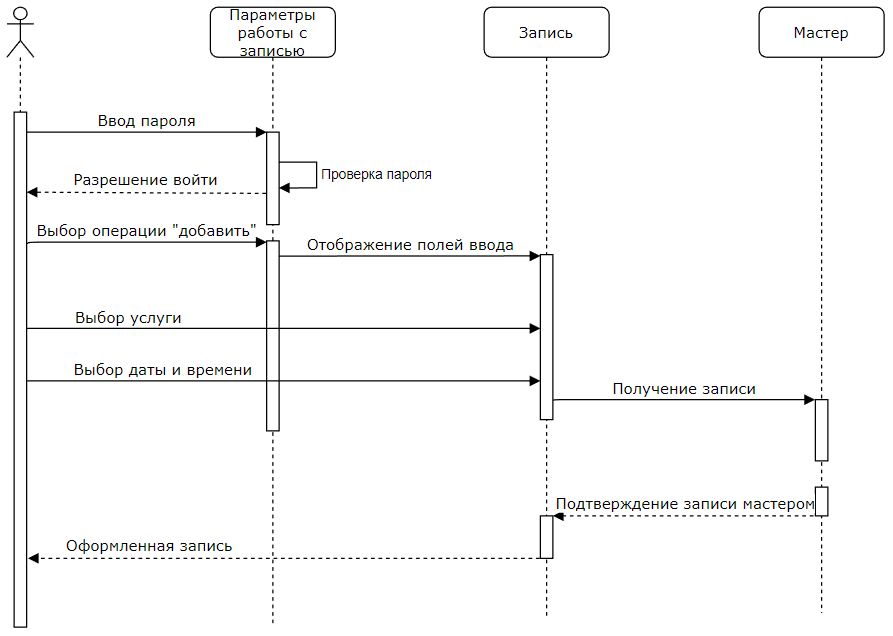 Параметры
работы с
записью
Запись
Мастер
Ввод пароля
Проверка пароля
Разрешение войти
Выбор операции "добавить"
Отображение полей ввода
Выбор услуги
Выбор даты и времени
Получение записи
Подтверждение записи мастером
Оформленная запись